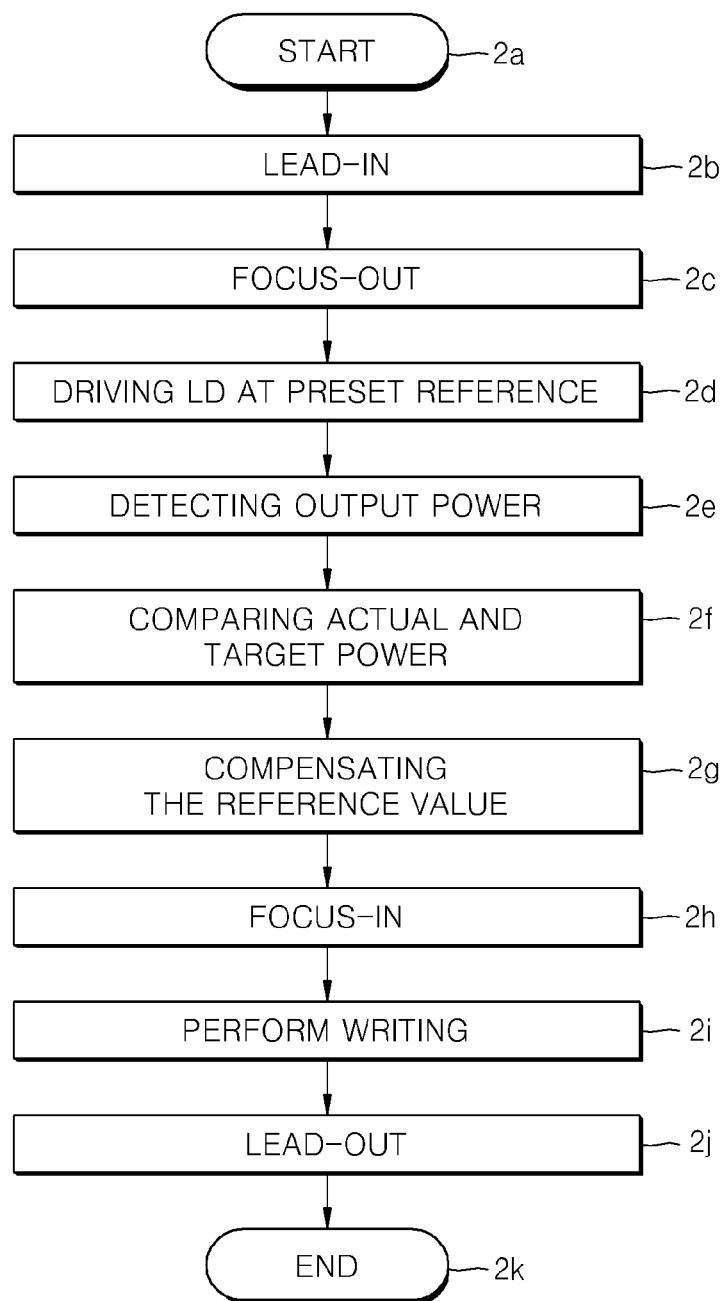 START 2a
LEAD-IN 2b
FOCUS-OUT 2c
DRIVING LD AT PRESET REFERENCE 2d
DETECTING OUTPUT POWER 2e
COMPARING ACTUAL AND 2f
TARGET POWER
COMPENSATING 2g
THE REFERENCE VALUE
FOCUS-IN 2h
PERFORM WRITING 2i
LEAD-OUT 2j
END 2k